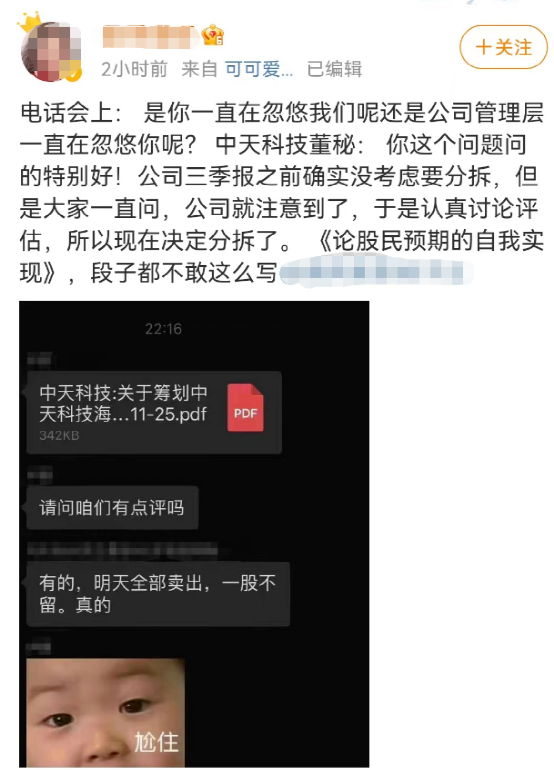 2小时前 来自 可可爱... 已编辑
+关注
电话会上： 是你一直在忽悠我们呢还是公司管理层
一直在忽悠你呢？ 中天科技董秘： 你这个问题问
的特别好！公司三季报之前确实没考虑要分拆，但
是大家一直问，公司就注意到了，于是认真讨论评
估，所以现在决定分拆了。 《论股民预期的自我实
现》，段子都不敢这么写
22:16
中天科技:关于筹划中
天科技海...11-25.pdf
PDF
342KB
请问咱们有点评吗
有的，明天全部卖出，一股不
留。真的
尬住